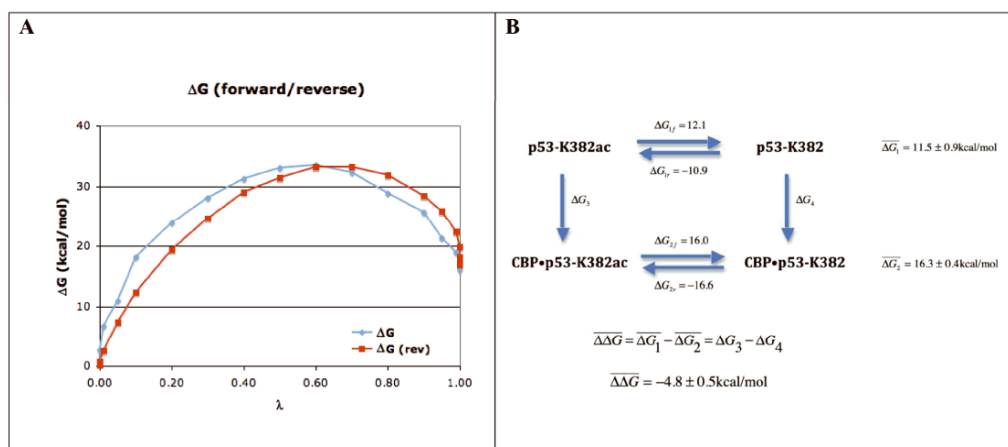 A
ΔG (forward/reverse)
40
30
20
10
0
ΔG (kcal/mol)
0.00 0.20 0.40 0.60 0.80 1.00
λ
ΔG
ΔG (rev)
B
ΔG1f = 12.1
p53-K382ac p53-K382 ΔG1 = 11.5 ± 0.9kcal/mol
ΔG1r = −10.9
ΔG3 ΔG4
ΔG2f = 16.0
CBP•p53-K382ac CBP•p53-K382 ΔG2 = 16.3 ± 0.4kcal/mol
ΔG2r = −16.6
ΔΔG = ΔG1 − ΔG2 = ΔG3 − ΔG4
ΔΔG = −4.8 ± 0.5kcal/mol